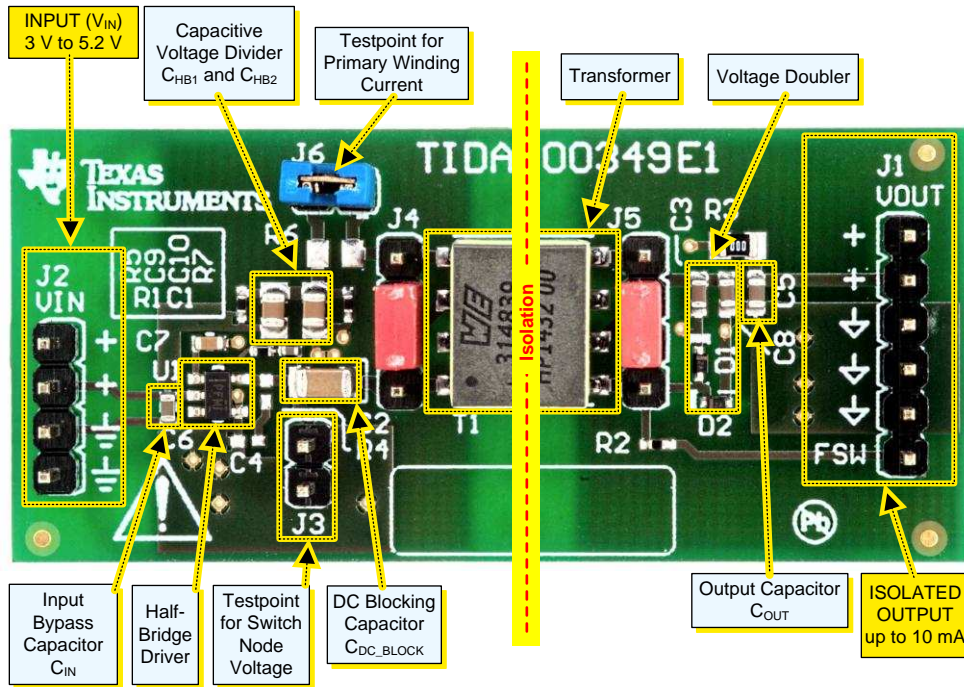 INPUT (VIN)
3 V to 5.2 V
Capacitive
Voltage Divider
CHB1 and CHB2
Testpoint for
Primary Winding
Current
Transformer
Voltage Doubler
TEXAS
INSTRUMENTS
J6
TIDA-00349E1
J1
VOUT
J4
J5
C3
R3
R6
J2
VIN
R5
C9
C10
R7
R1
C1
C7
U1
+
+
C6
C4
C2
R4
J3
T1
Isolation
R2
D1
D2
C5
C8
+
+
FSW
Pb
Input
Bypass
Capacitor
CIN
Half-
Bridge
Driver
Testpoint
for Switch
Node
Voltage
DC Blocking
Capacitor
CDC_BLOCK
Output Capacitor
COUT
ISOLATED
OUTPUT
up to 10 mA